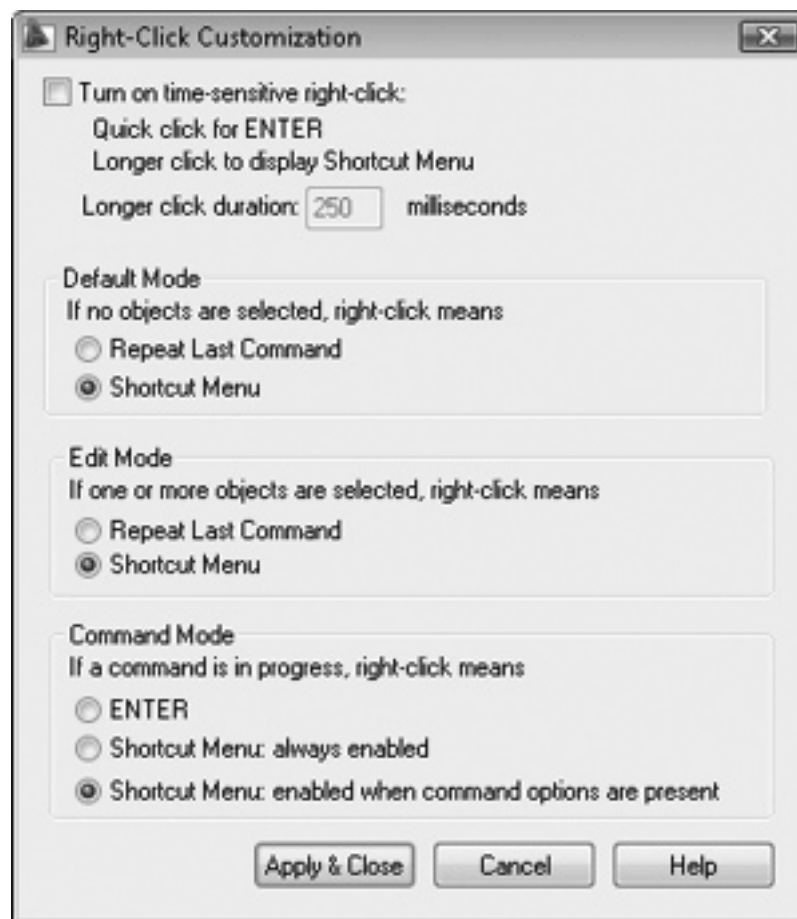 Right-Click Customization
Turn on time-sensitive right-click:
Quick click for ENTER
Longer click to display Shortcut Menu
Longer click duration: 250 milliseconds
Default Mode
If no objects are selected, right-click means
Repeat Last Command
Shortcut Menu
Edit Mode
If one or more objects are selected, right-click means
Repeat Last Command
Shortcut Menu
Command Mode
If a command is in progress, right-click means
ENTER
Shortcut Menu: always enabled
Shortcut Menu: enabled when command options are present
Apply & Close Cancel Help